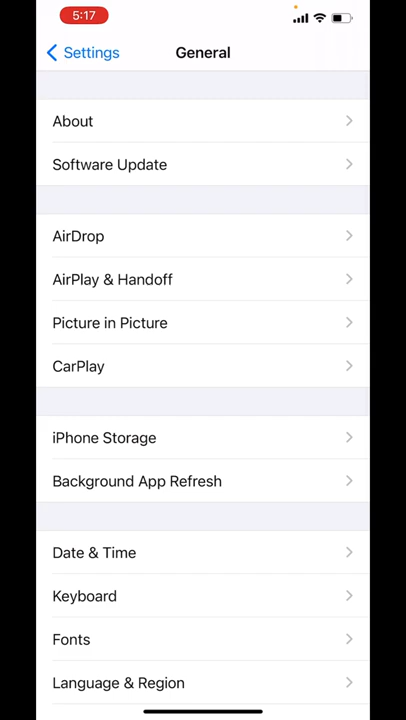 5:17
Settings
General
About
Software Update
AirDrop
AirPlay & Handoff
Picture in Picture
CarPlay
iPhone Storage
Background App Refresh
Date & Time
Keyboard
Fonts
Language & Region